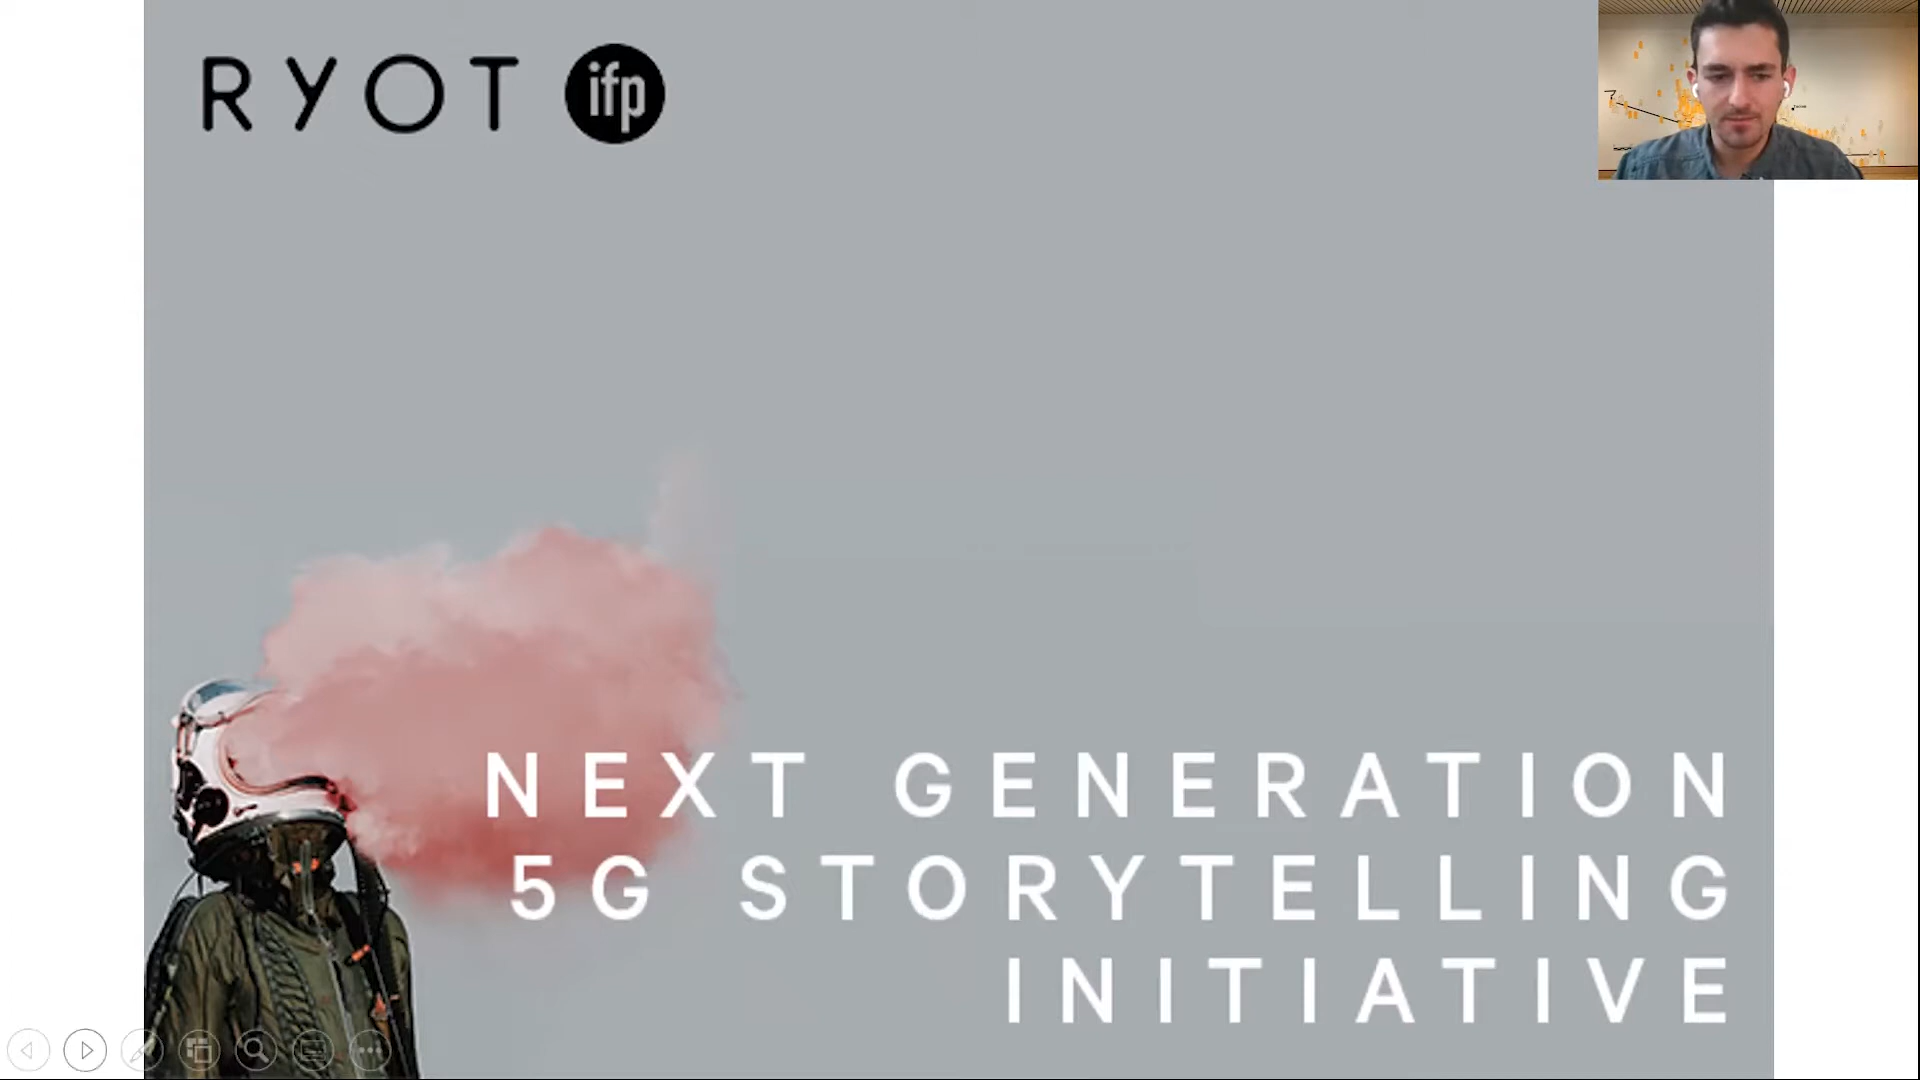 RYOT ifp
NEXT GENERATION
5G STORYTELLING
INITIATIVE